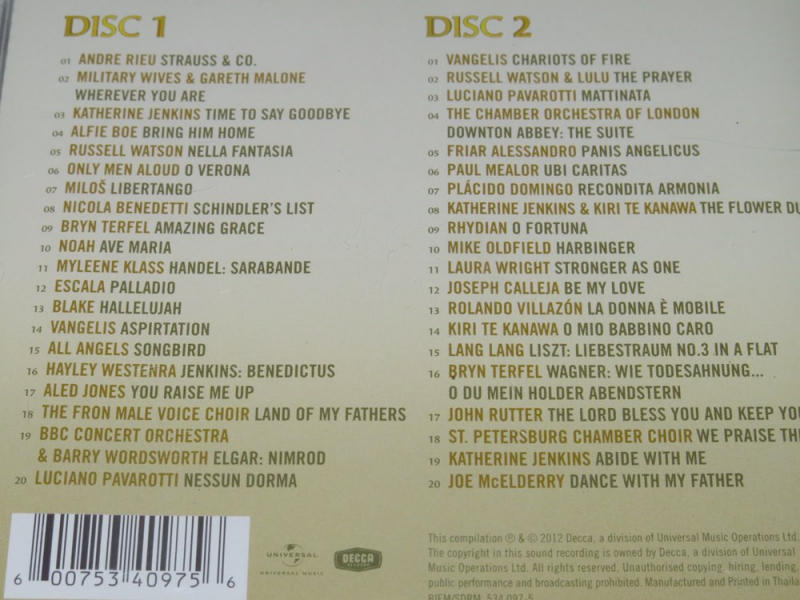 DISC 1
01 ANDRE RIEU STRAUSS & CO.
02 MILITARY WIVES & GARETH MALONE
WHEREVER YOU ARE
03 KATHERINE JENKINS TIME TO SAY GOODBYE
04 ALFIE BOE BRING HIM HOME
05 RUSSELL WATSON NELLA FANTASIA
06 ONLY MEN ALOUD O VERONA
07 MILOŠ LIBERTANGO
08 NICOLA BENEDETTI SCHINDLER'S LIST
09 BRYN TERFEL AMAZING GRACE
10 NOAH AVE MARIA
11 MYLEENE KLASS HANDEL: SARABANDE
12 ESCALA PALLADIO
13 BLAKE HALLELUJAH
14 VANGELIS ASPIRTATION
15 ALL ANGELS SONGBIRD
16 HAYLEY WESTENRA JENKINS: BENEDICTUS
17 ALED JONES YOU RAISE ME UP
18 THE FRON MALE VOICE CHOIR LAND OF MY FATHERS
19 BBC CONCERT ORCHESTRA
& BARRY WORDSWORTH ELGAR: NIMROD
20 LUCIANO PAVAROTTI NESSUN DORMA
DISC 2
01 VANGELIS CHARIOTS OF FIRE
02 RUSSELL WATSON & LULU THE PRAYER
03 LUCIANO PAVAROTTI MATTINATA
04 THE CHAMBER ORCHESTRA OF LONDON
DOWNTON ABBEY: THE SUITE
05 FRIAR ALESSANDRO PANIS ANGELICUS
06 PAUL MEALOR UBI CARITAS
07 PLÁCIDO DOMINGO RECONDITA ARMONIA
08 KATHERINE JENKINS & KIRI TE KANAWA THE FLOWER DU
09 RHYDIAN O FORTUNA
10 MIKE OLDFIELD HARBINGER
11 LAURA WRIGHT STRONGER AS ONE
12 JOSEPH CALLEJA BE MY LOVE
13 ROLANDO VILLAZÓN LA DONNA È MOBILE
14 KIRI TE KANAWA O MIO BABBINO CARO
15 LANG LANG LISZT: LIEBESTRAUM NO.3 IN A FLAT
16 BRYN TERFEL WAGNER: WIE TODESAHNUNG...
O DU MEIN HOLDER ABENDSTERN
17 JOHN RUTTER THE LORD BLESS YOU AND KEEP YOU
18 ST. PETERSBURG CHAMBER CHOIR WE PRAISE TH
19 KATHERINE JENKINS ABIDE WITH ME
20 JOE McELDERRY DANCE WITH MY FATHER
6 00753 40975 6
UNIVERSAL
UNIVERSAL MUSIC
DECCA
This compilation ℗ & © 2012 Decca, a division of Universal Music Operations Ltd.
The copyright in this sound recording is owned by Decca, a division of Universal
Music Operations Ltd. All rights reserved. Unauthorised copying, hiring, lending,
public performance and broadcasting prohibited. Manufactured and Printed in Thaila
BIEM/SDRM. 534 097-5